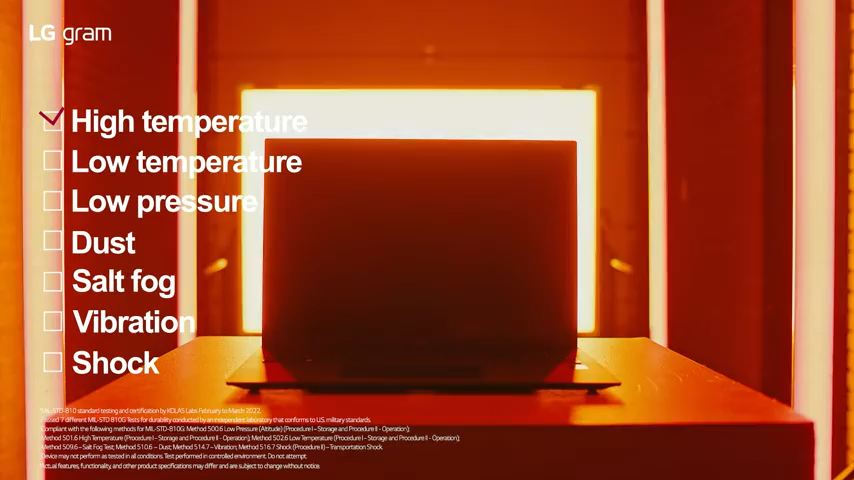 LG gram
High temperature
Low temperature
Low pressure
Dust
Salt fog
Vibration
Shock
*MIL-STD-810 standard testing and certification by KOLAS Labs February to March 2022.
Passed 7 different MIL-STD 810G Tests for durability conducted by an independent laboratory that conforms to U.S. military standards.
Compliant with the following methods for MIL-STD-810G: Method 500.6 Low Pressure (Altitude) (Procedure I - Storage and Procedure II - Operation);
Method 501.6 High Temperature (Procedure I - Storage and Procedure II - Operation); Method 502.6 Low Temperature (Procedure I - Storage and Procedure II - Operation);
Method 509.6 – Salt Fog Test; Method 510.6 – Dust; Method 514.7 – Vibration; Method 516.7 Shock (Procedure II) – Transportation Shock.
Device may not perform as tested in all conditions. Test performed in controlled environment. Do not attempt.
Actual features, functionality, and other product specifications may differ and are subject to change without notice.